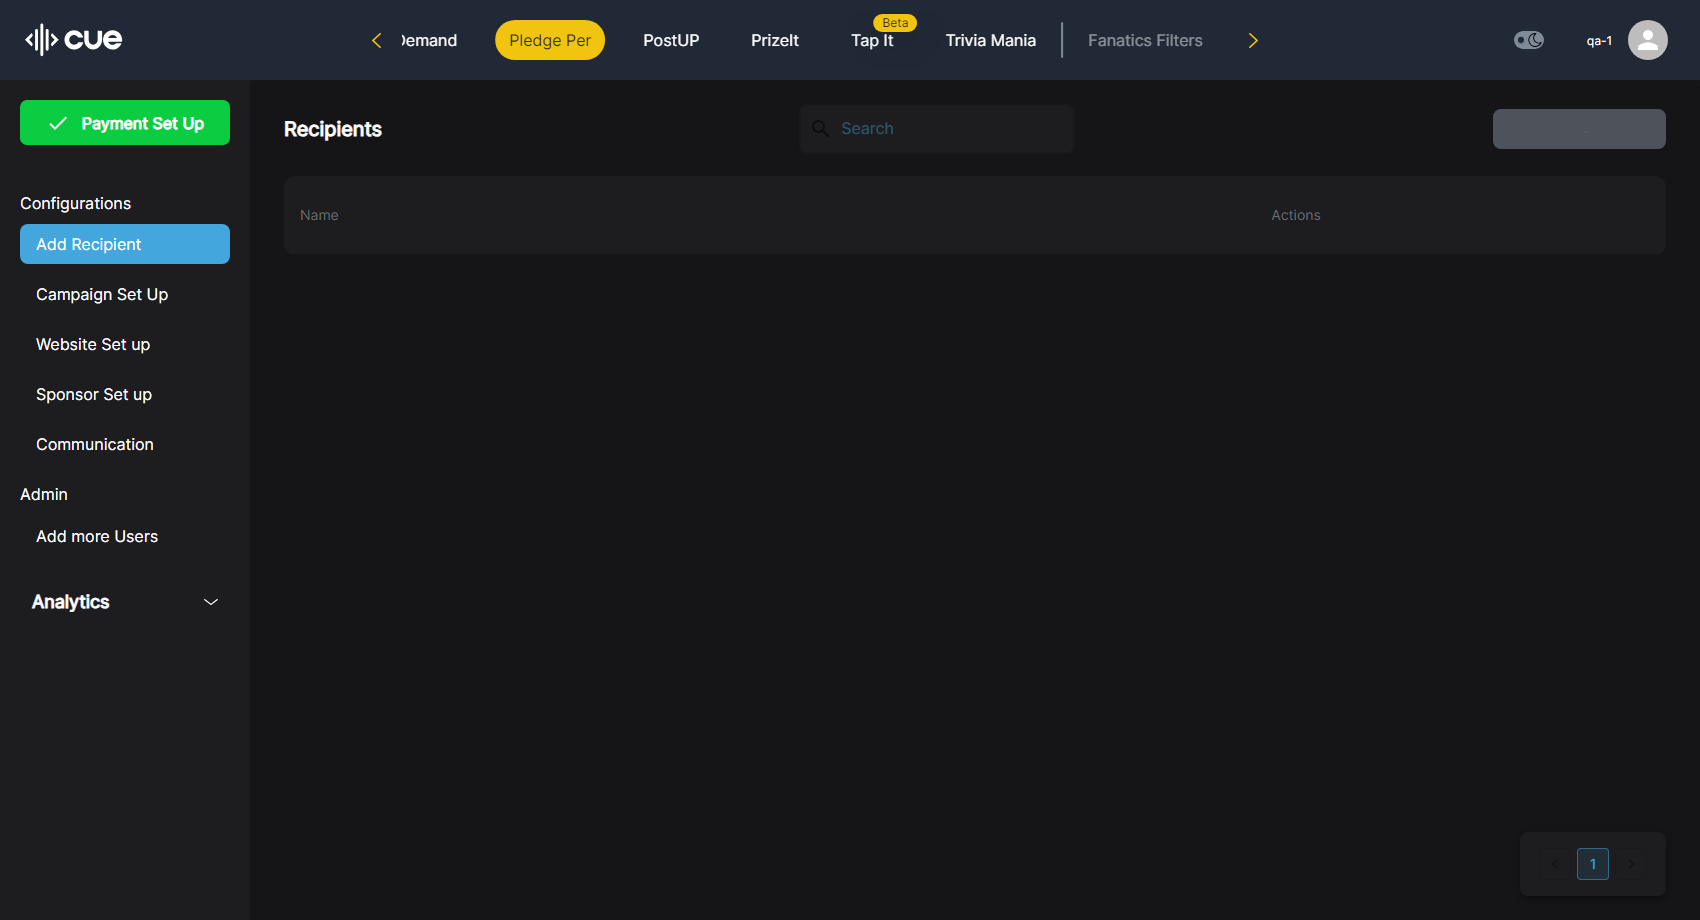 cue
Demand
Pledge Per
PostUP
PrizeIt
Beta
Tap It
Trivia Mania
Fanatics Filters
qa-1
Payment Set Up
Configurations
Add Recipient
Campaign Set Up
Website Set up
Sponsor Set up
Communication
Admin
Add more Users
Analytics
Recipients
Search
Name
Actions
1